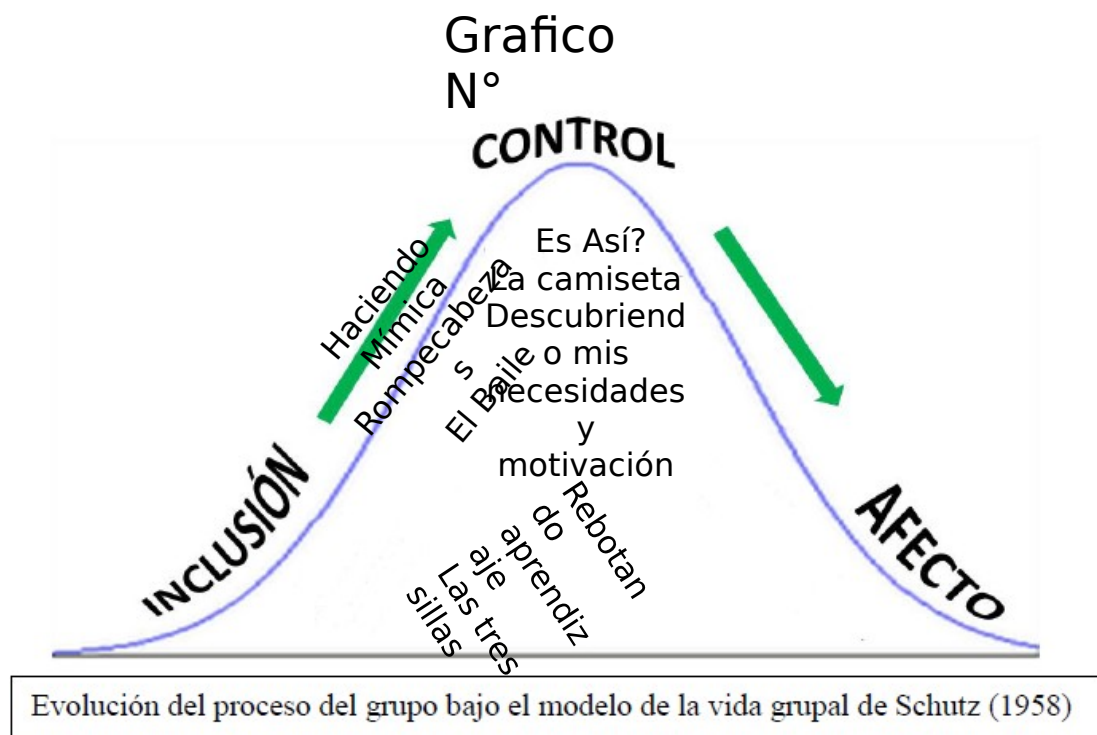 Grafico
N°
CONTROL
Es Así?
La camiseta
Descubriend
o mis
necesidades
y
motivación
Haciendo
Mímica
Rompecabeza
s
El Baile
INCLUSIÓN
AFECTO
Rebotan
do
aprendiz
aje
Las tres
sillas
Evolución del proceso del grupo bajo el modelo de la vida grupal de Schutz (1958)